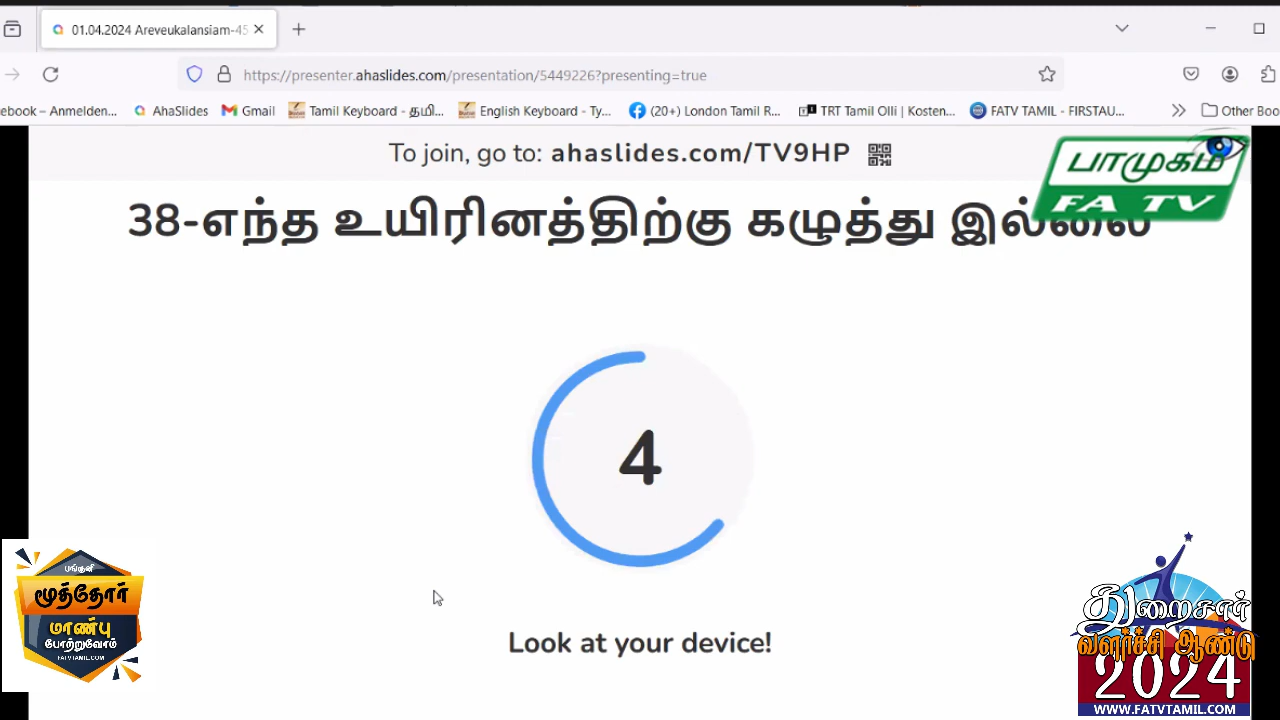 01.04.2024 Areveukalansiam-45
https://presenter.ahaslides.com/presentation/5449226?presenting=true
ebook – Anmelden... AhaSlides Gmail Tamil Keyboard - தமி... English Keyboard - Ty... (20+) London Tamil R... TRT Tamil Olli | Kosten... FATV TAMIL - FIRSTAU... Other Boo
To join, go to: ahaslides.com/TV9HP
பாமுகம்
FA TV
38-எந்த உயிரினத்திற்கு கழுத்து இல்லை
4
Look at your device!
பங்குனி
மூத்தோர்
மாண்பு
போற்றுவோம்
FATVTAMIL.COM
துறைசார்
வளர்ச்சி ஆண்டு
2024
WWW.FATVTAMIL.COM